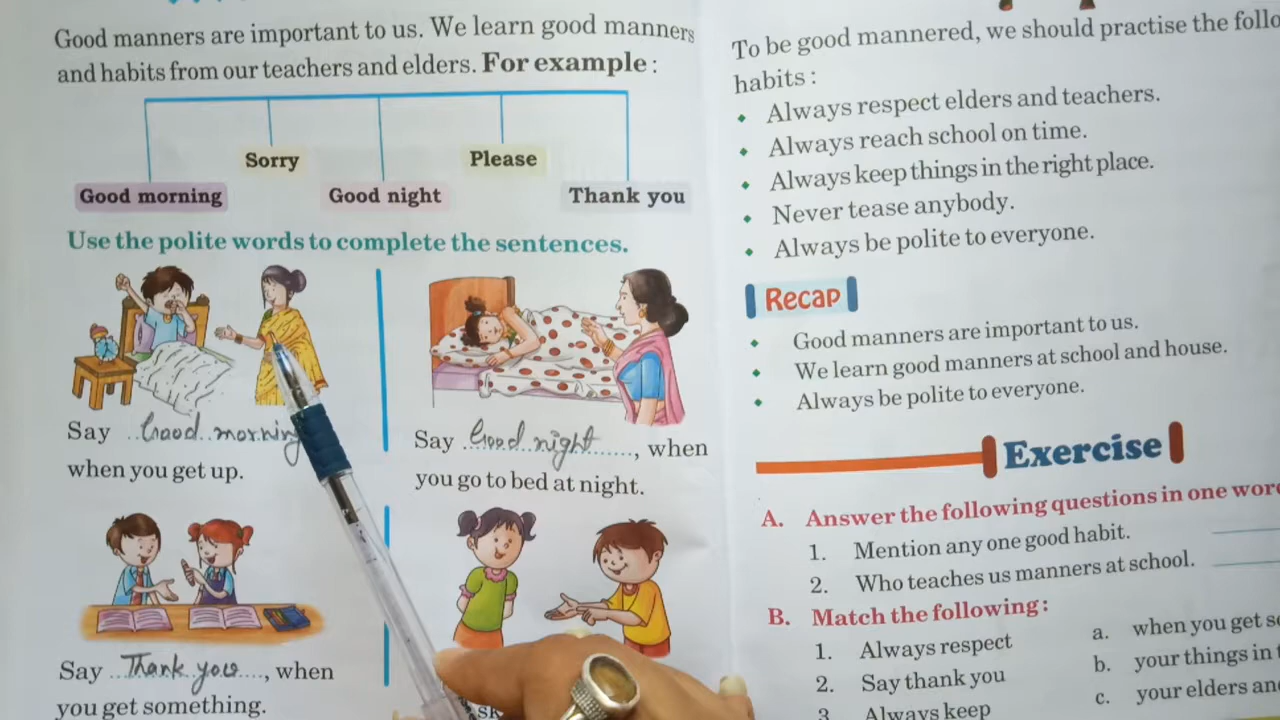 Good manners are important to us. We learn good manners
and habits from our teachers and elders. For example :
Sorry
Please
Good morning
Good night
Thank you
Use the polite words to complete the sentences.
Say ..Good..morning
when you get up.
Say ..Good night......, when
you go to bed at night.
Say ..Thank you....., when
you get something.
To be good mannered, we should practise the follo
habits :
Always respect elders and teachers.
Always reach school on time.
Always keep things in the right place.
Never tease anybody.
Always be polite to everyone.
Recap
Good manners are important to us.
We learn good manners at school and house.
Always be polite to everyone.
Exercise
A. Answer the following questions in one wor
1. Mention any one good habit.
2. Who teaches us manners at school.
B. Match the following :
1. Always respect
2. Say thank you
3. Always keep
a. when you get s
b. your things in
c. your elders an